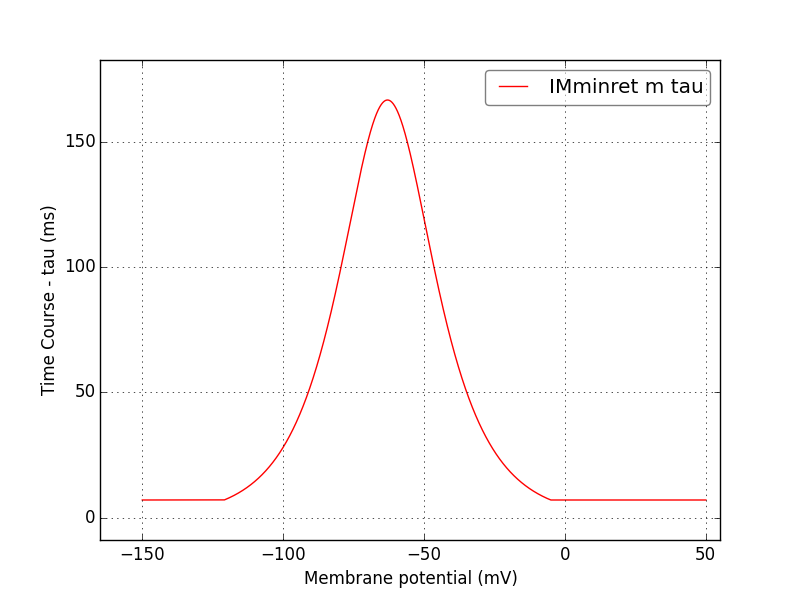 IMminret m tau
150
100
50
0
Time Course - tau (ms)
−150 −100 −50 0 50
Membrane potential (mV)